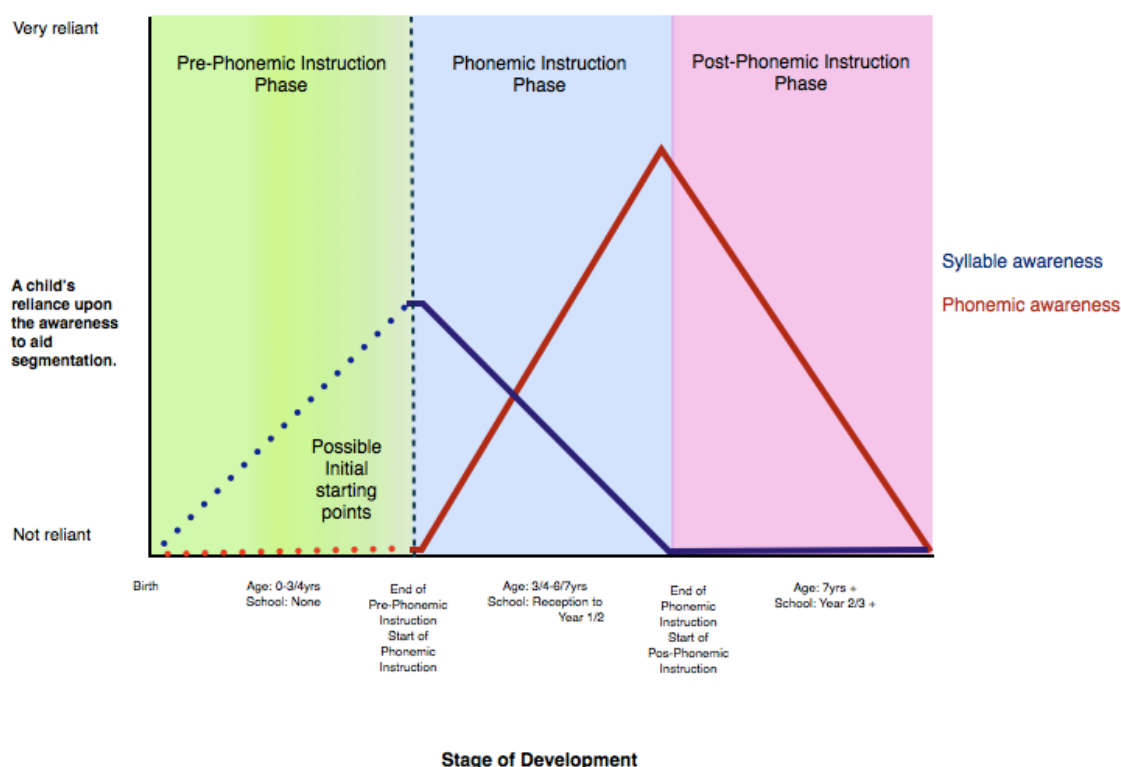 Very reliant
Pre-Phonemic Instruction
Phase
Phonemic Instruction
Phase
Post-Phonemic Instruction
Phase
Syllable awareness
Phonemic awareness
A child's
reliance upon
the awareness
to aid
segmentation.
Possible
Initial
starting
points
Not reliant
Birth
Age: 0-3/4yrs
School: None
End of
Pre-Phonemic
Instruction
Start of
Phonemic
Instruction
Age: 3/4-6/7yrs
School: Reception to
Year 1/2
End of
Phonemic
Instruction
Start of
Pos-Phonemic
Instruction
Age: 7yrs +
School: Year 2/3 +
Stage of Development